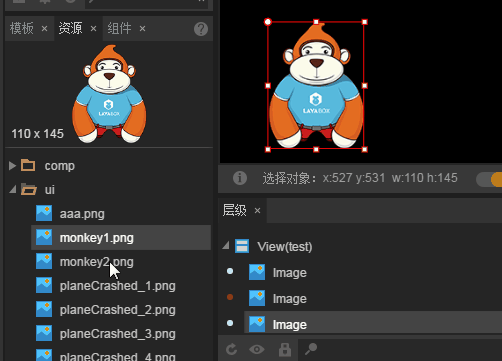 模板 × 资源 × 组件 × ?
LAYABOX
110 x 145
comp
ui
aaa.png
monkey1.png
monkey2.png
planeCrashed_1.png
planeCrashed_2.png
planeCrashed_3.png
planeCrashed_4.png
LAYABOX
选择对象: x:527 y:531 w:110 h:145
层级 ×
View(test)
Image
Image
Image